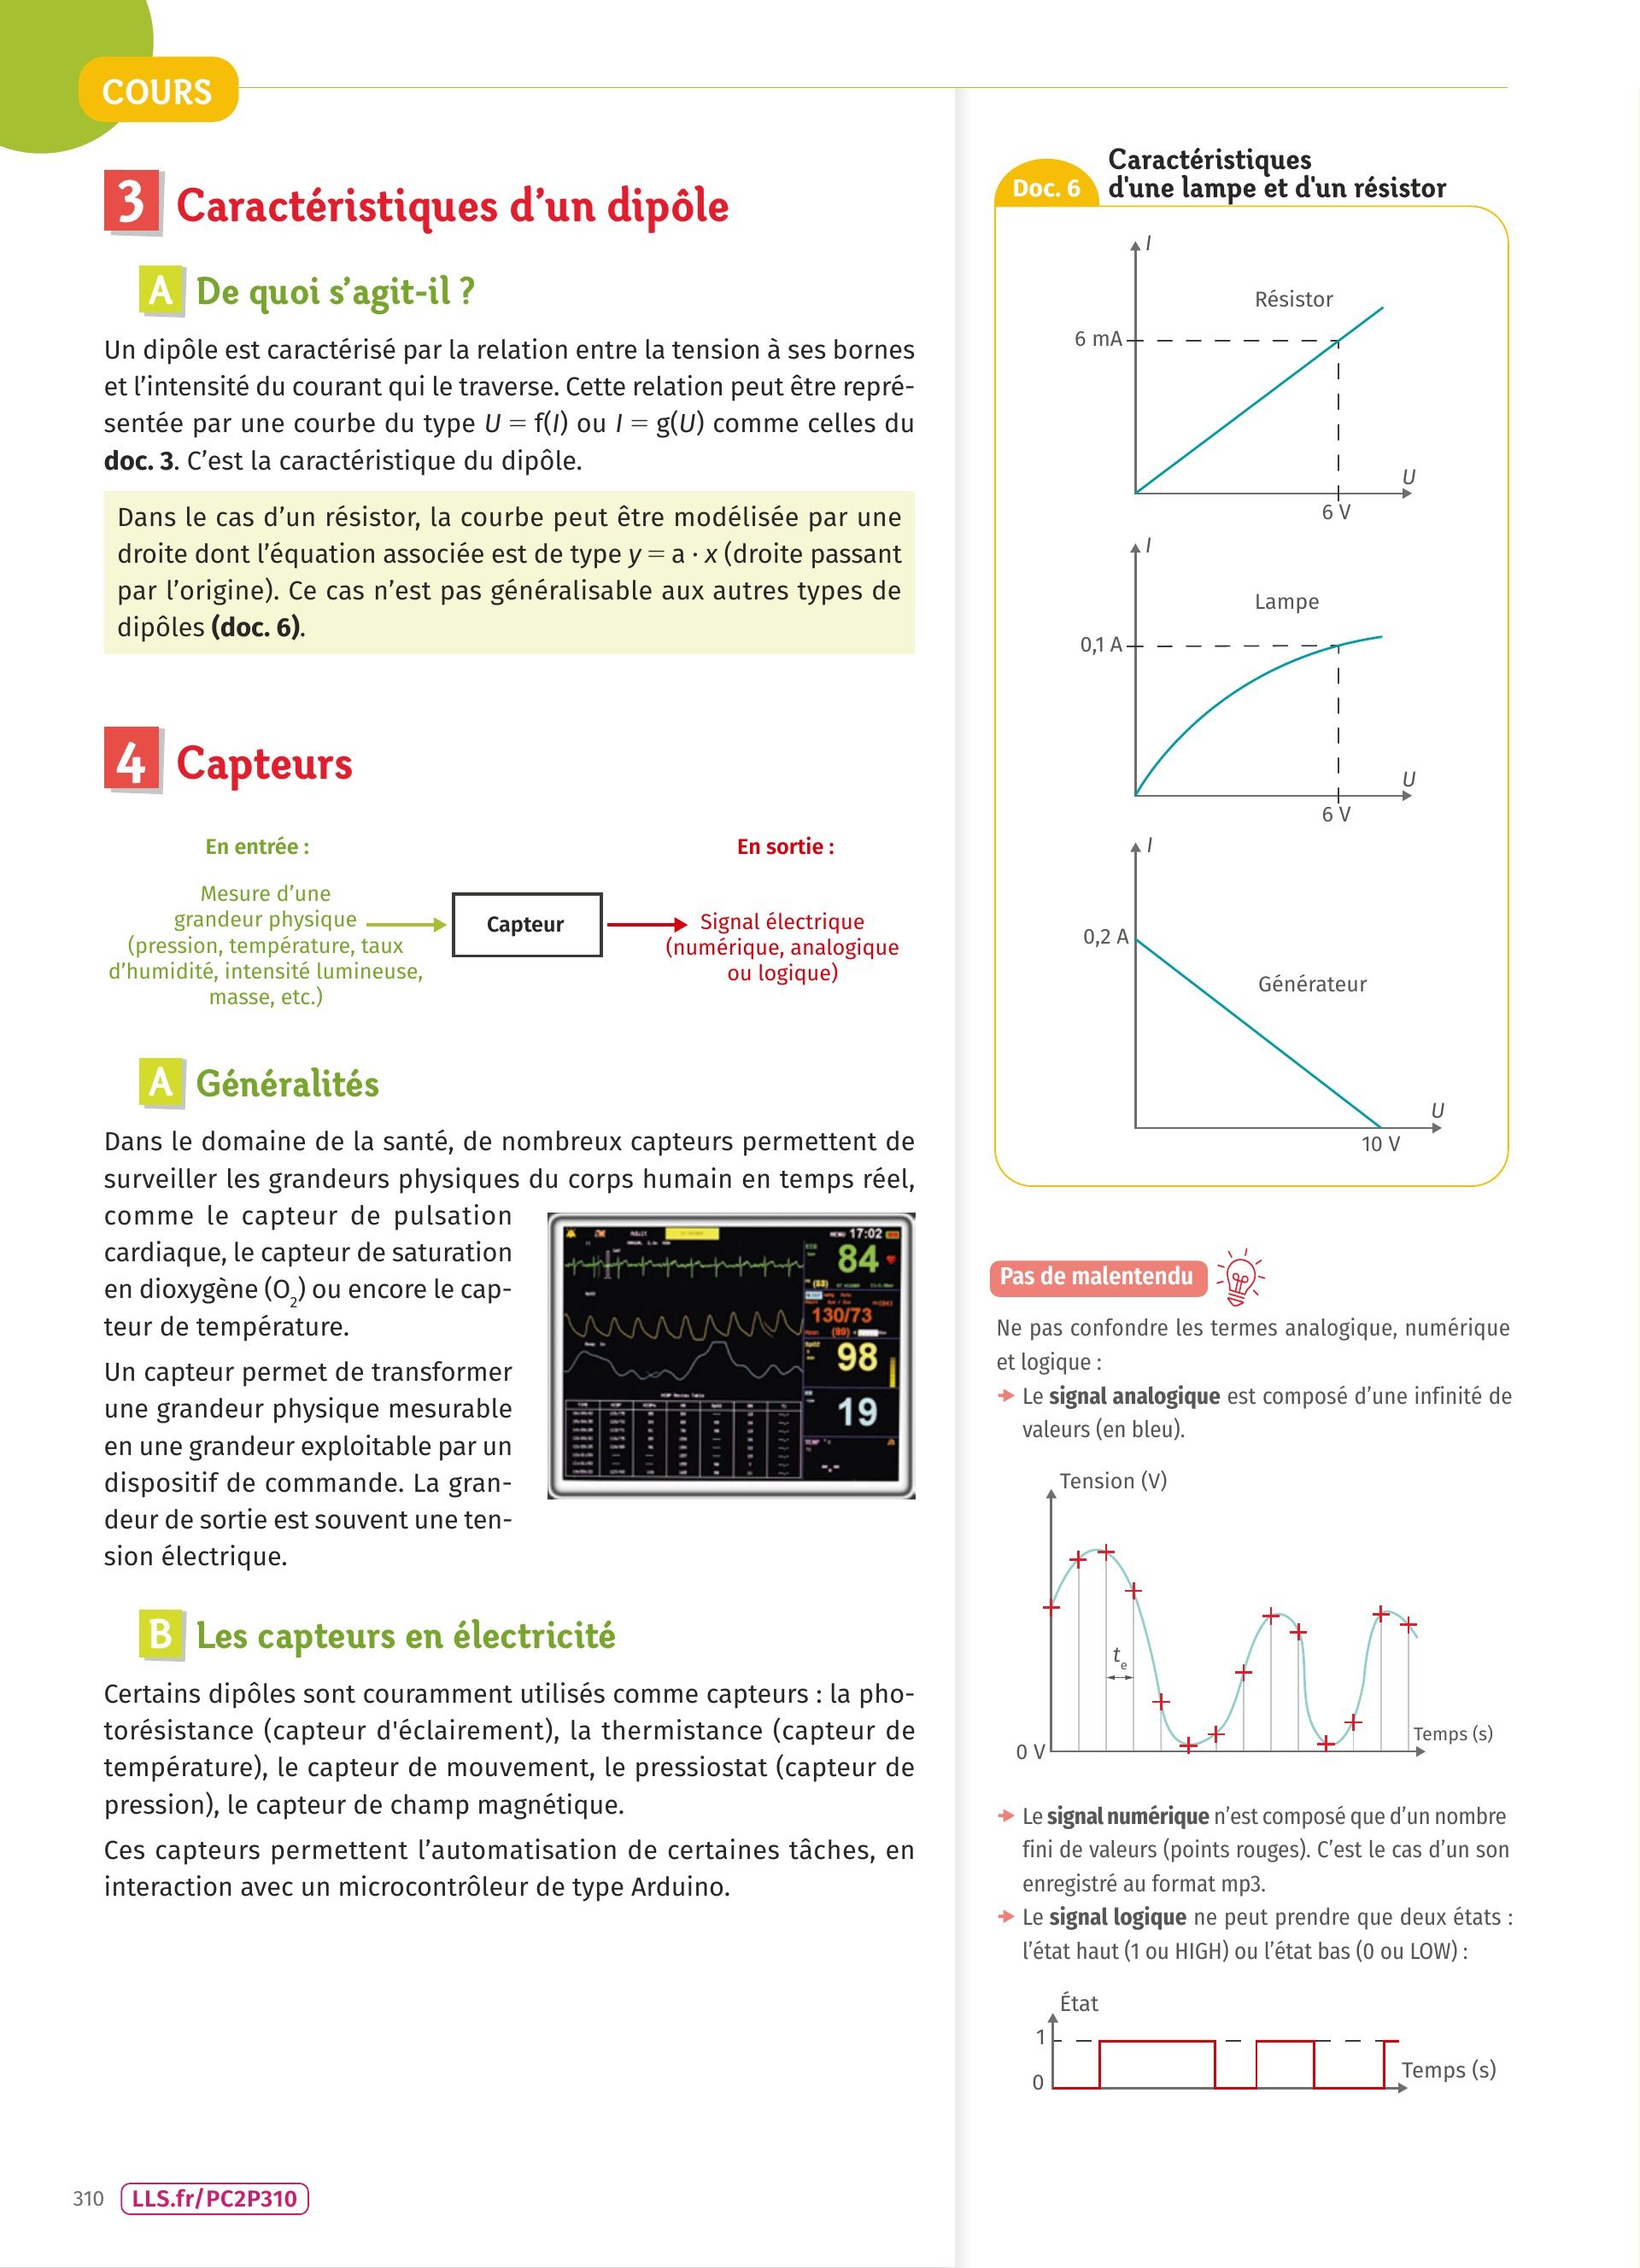 COURS
3 Caractéristiques d’un dipôle
A De quoi s’agit-il ?
Un dipôle est caractérisé par la relation entre la tension à ses bornes
et l’intensité du courant qui le traverse. Cette relation peut être repré-
sentée par une courbe du type U = f(I) ou I = g(U) comme celles du
doc. 3. C’est la caractéristique du dipôle.
Dans le cas d’un résistor, la courbe peut être modélisée par une
droite dont l’équation associée est de type y = a · x (droite passant
par l’origine). Ce cas n’est pas généralisable aux autres types de
dipôles (doc. 6).
4 Capteurs
En entrée :
Mesure d’une
grandeur physique
(pression, température, taux
d’humidité, intensité lumineuse,
masse, etc.)
Capteur
En sortie :
Signal électrique
(numérique, analogique
ou logique)
A Généralités
Dans le domaine de la santé, de nombreux capteurs permettent de
surveiller les grandeurs physiques du corps humain en temps réel,
comme le capteur de pulsation
cardiaque, le capteur de saturation
en dioxygène (O2) ou encore le cap-
teur de température.
Un capteur permet de transformer
une grandeur physique mesurable
en une grandeur exploitable par un
dispositif de commande. La gran-
deur de sortie est souvent une ten-
sion électrique.
17:02
84
130/73
98
19
B Les capteurs en électricité
Certains dipôles sont couramment utilisés comme capteurs : la pho-
torésistance (capteur d'éclairement), la thermistance (capteur de
température), le capteur de mouvement, le pressiostat (capteur de
pression), le capteur de champ magnétique.
Ces capteurs permettent l’automatisation de certaines tâches, en
interaction avec un microcontrôleur de type Arduino.
Doc. 6
Caractéristiques
d'une lampe et d'un résistor
I
Résistor
6 mA
U
6 V
I
Lampe
0,1 A
U
6 V
I
0,2 A
Générateur
U
10 V
Pas de malentendu
Ne pas confondre les termes analogique, numérique
et logique :
Le signal analogique est composé d’une infinité de
valeurs (en bleu).
Tension (V)
te
Temps (s)
0 V
Le signal numérique n’est composé que d’un nombre
fini de valeurs (points rouges). C’est le cas d’un son
enregistré au format mp3.
Le signal logique ne peut prendre que deux états :
l’état haut (1 ou HIGH) ou l’état bas (0 ou LOW) :
État
1
0
Temps (s)
310 LLS.fr/PC2P310